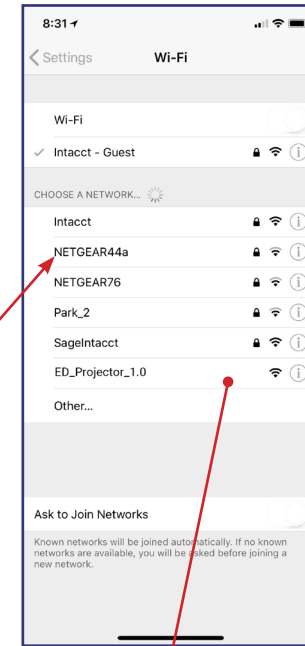 8:31
Settings Wi-Fi
Wi-Fi
Intacct - Guest
CHOOSE A NETWORK...
Intacct
NETGEAR44a
NETGEAR76
Park_2
SageIntacct
ED_Projector_1.0
Other...
Ask to Join Networks
Known networks will be joined automatically. If no known
networks are available, you will be asked before joining a
new network.